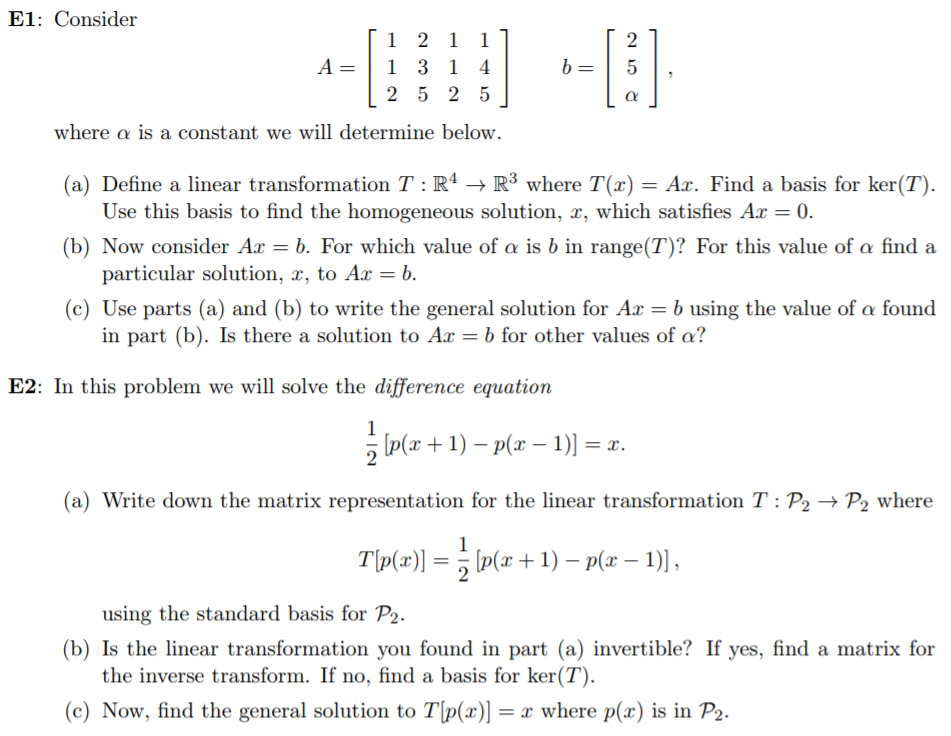 E1: Consider
A = [ 1 2 1 1 ; 1 3 1 4 ; 2 5 2 5 ] b = [ 2 ; 5 ; α ],
where α is a constant we will determine below.
(a) Define a linear transformation T : ℝ⁴ → ℝ³ where T(x) = Ax. Find a basis for ker(T).
Use this basis to find the homogeneous solution, x, which satisfies Ax = 0.
(b) Now consider Ax = b. For which value of α is b in range(T)? For this value of α find a
particular solution, x, to Ax = b.
(c) Use parts (a) and (b) to write the general solution for Ax = b using the value of α found
in part (b). Is there a solution to Ax = b for other values of α?
E2: In this problem we will solve the difference equation
1/2 [p(x + 1) − p(x − 1)] = x.
(a) Write down the matrix representation for the linear transformation T : 𝒫₂ → 𝒫₂ where
T[p(x)] = 1/2 [p(x + 1) − p(x − 1)],
using the standard basis for 𝒫₂.
(b) Is the linear transformation you found in part (a) invertible? If yes, find a matrix for
the inverse transform. If no, find a basis for ker(T).
(c) Now, find the general solution to T[p(x)] = x where p(x) is in 𝒫₂.